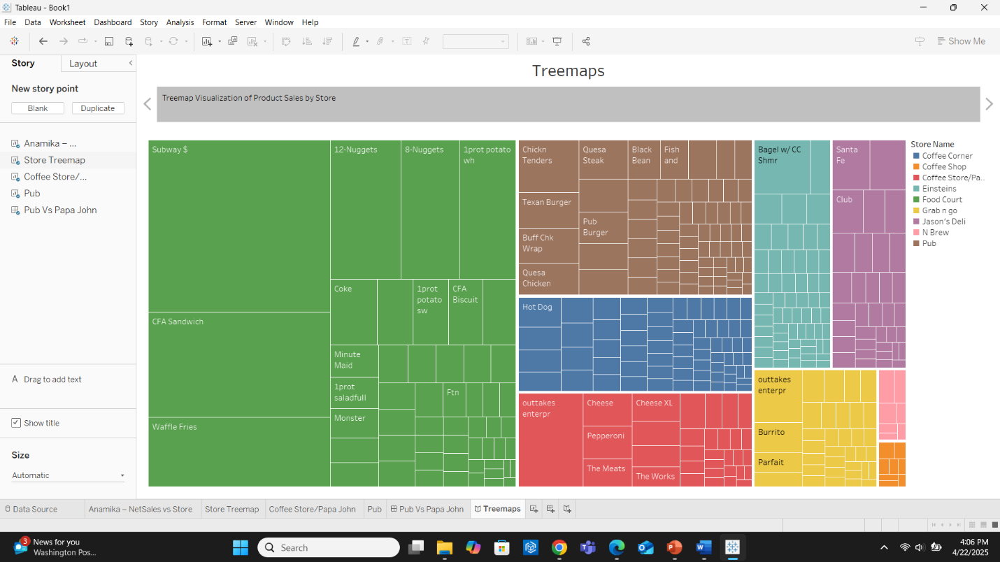 Tableau - Book1
File Data Worksheet Dashboard Story Analysis Format Server Window Help
Show Me
Story Layout
New story point
Blank Duplicate
Anamika – ...
Store Treemap
Coffee Store/...
Pub
Pub Vs Papa John
A Drag to add text
Show title
Size
Automatic
Treemaps
Treemap Visualization of Product Sales by Store
Subway $
CFA Sandwich
Waffle Fries
12-Nuggets
8-Nuggets
1prot potato
wh
Coke
1prot
potato
sw
CFA
Biscuit
Minute
Maid
1prot
saladfull
Monster
Ftn
Chickn
Tenders
Texan Burger
Buff Chk
Wrap
Quesa
Chicken
Quesa
Steak
Pub
Burger
Black
Bean
Fish
and
Hot Dog
outtakes
enterpr
Cheese
Pepperoni
The Meats
Cheese XL
The Works
Bagel w/ CC
Shmr
Santa
Fe
Club
outtakes
enterpr
Burrito
Parfait
Store Name
Coffee Corner
Coffee Shop
Coffee Store/Pa..
Einsteins
Food Court
Grab n go
Jason's Deli
N Brew
Pub
Data Source Anamika – NetSales vs Store Store Treemap Coffee Store/Papa John Pub Pub Vs Papa John Treemaps
3
News for you
Washington Pos...
Search
4:06 PM
4/22/2025